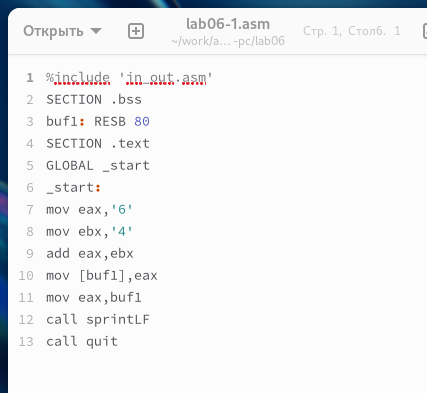 Открыть
lab06-1.asm
~/work/a... -pc/lab06
Стр. 1, Столб. 1
1 %include 'in_out.asm'
2 SECTION .bss
3 buf1: RESB 80
4 SECTION .text
5 GLOBAL _start
6 _start:
7 mov eax,'6'
8 mov ebx,'4'
9 add eax,ebx
10 mov [buf1],eax
11 mov eax,buf1
12 call sprintLF
13 call quit